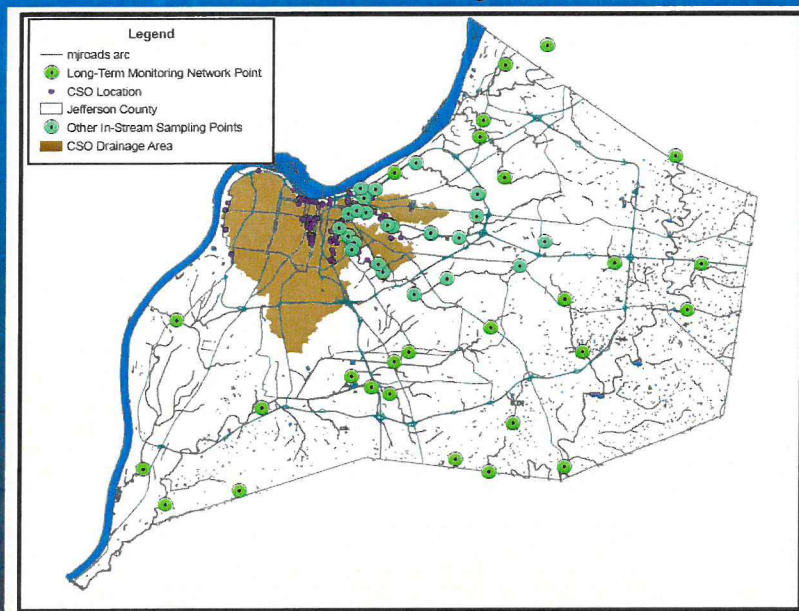 Legend
mjroads arc
Long-Term Monitoring Network Point
CSO Location
Jefferson County
Other In-Stream Sampling Points
CSO Drainage Area